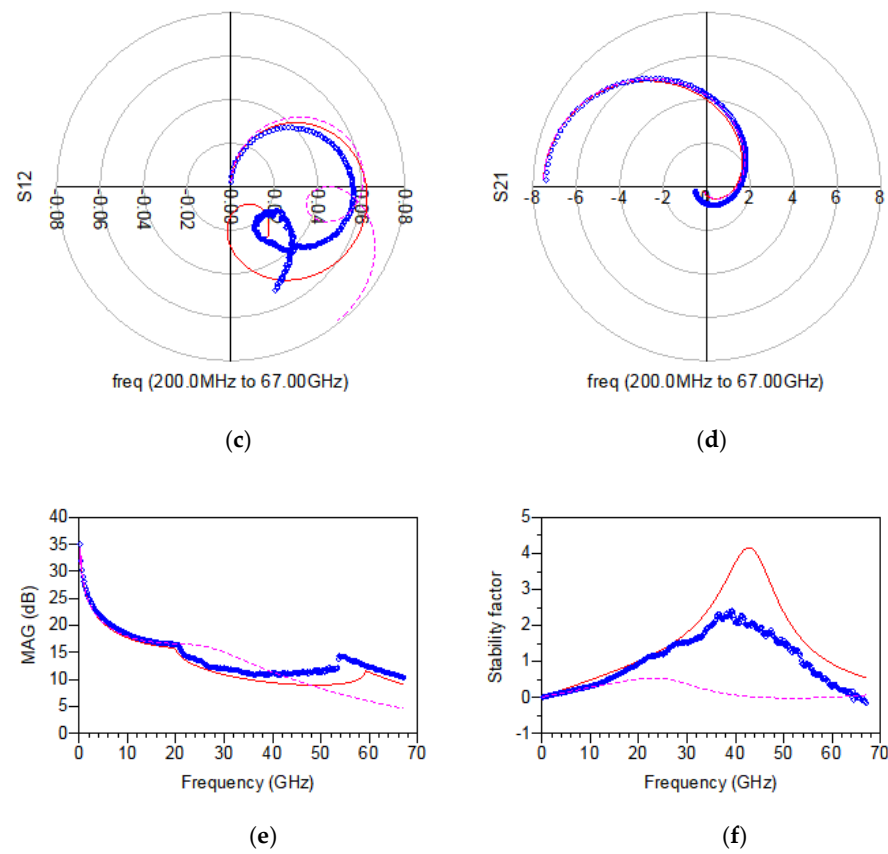 S12
-0.08
-0.06
-0.04
-0.02
0.00
0.02
0.04
0.06
0.08
freq (200.0MHz to 67.00GHz)
(c)
S21
-8 -6 -4 -2 0 2 4 6 8
freq (200.0MHz to 67.00GHz)
(d)
MAG (dB)
40
35
30
25
20
15
10
5
0
0 10 20 30 40 50 60 70
Frequency (GHz)
(e)
Stability factor
5
4
3
2
1
0
-1
0 10 20 30 40 50 60 70
Frequency (GHz)
(f)